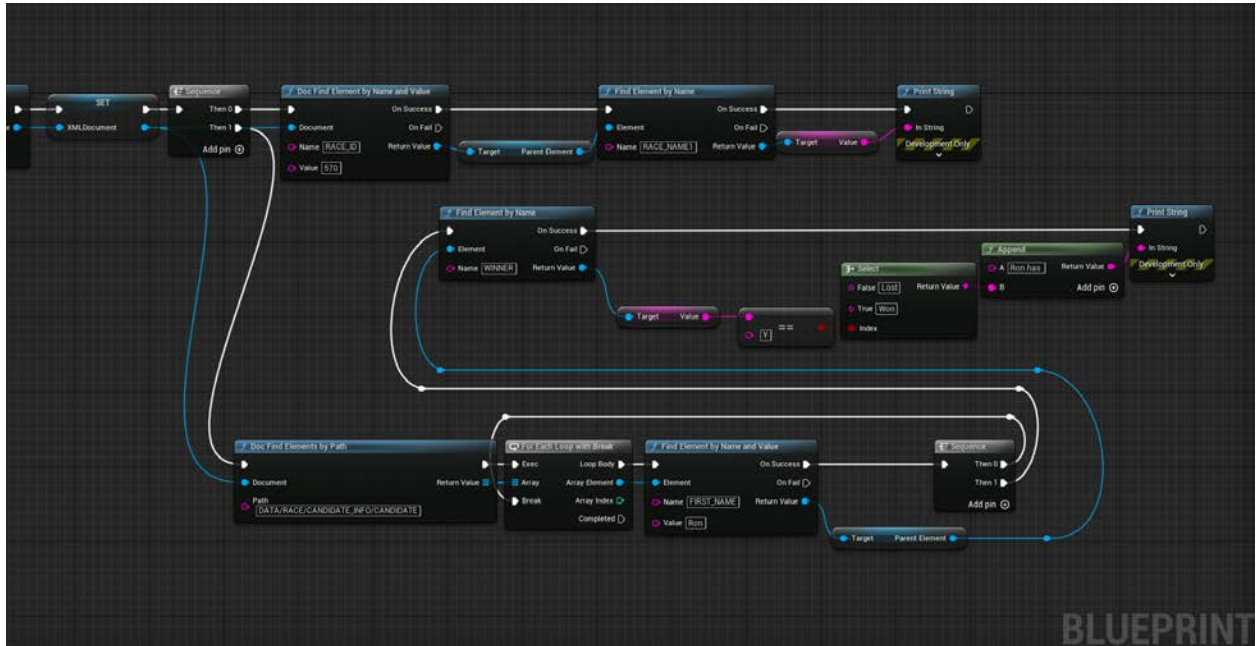 SET
XMLDocument
Sequence
Then 0
Then 1
Add pin
Doc Find Element by Name and Value
On Success
Document
On Fail
Name RACE_ID
Return Value
Value 570
Target Parent Element
Find Element by Name
On Success
Element
On Fail
Name RACE_NAME1
Return Value
Target Value
Print String
In String
Development Only
Find Element by Name
On Success
Element
On Fail
Name WINNER
Return Value
Target Value
Y ==
Select
False Lost
Return Value
True Won
Index
Append
A Ron has
Return Value
B
Add pin
Print String
In String
Development Only
Doc Find Elements by Path
Document
Return Value
Path
DATA/RACE/CANDIDATE_INFO/CANDIDATE
For Each Loop with Break
Exec
Loop Body
Array
Array Element
Break
Array Index
Completed
Find Element by Name and Value
On Success
Element
On Fail
Name FIRST_NAME
Return Value
Value Ron
Target Parent Element
Sequence
Then 0
Then 1
Add pin
BLUEPRINT